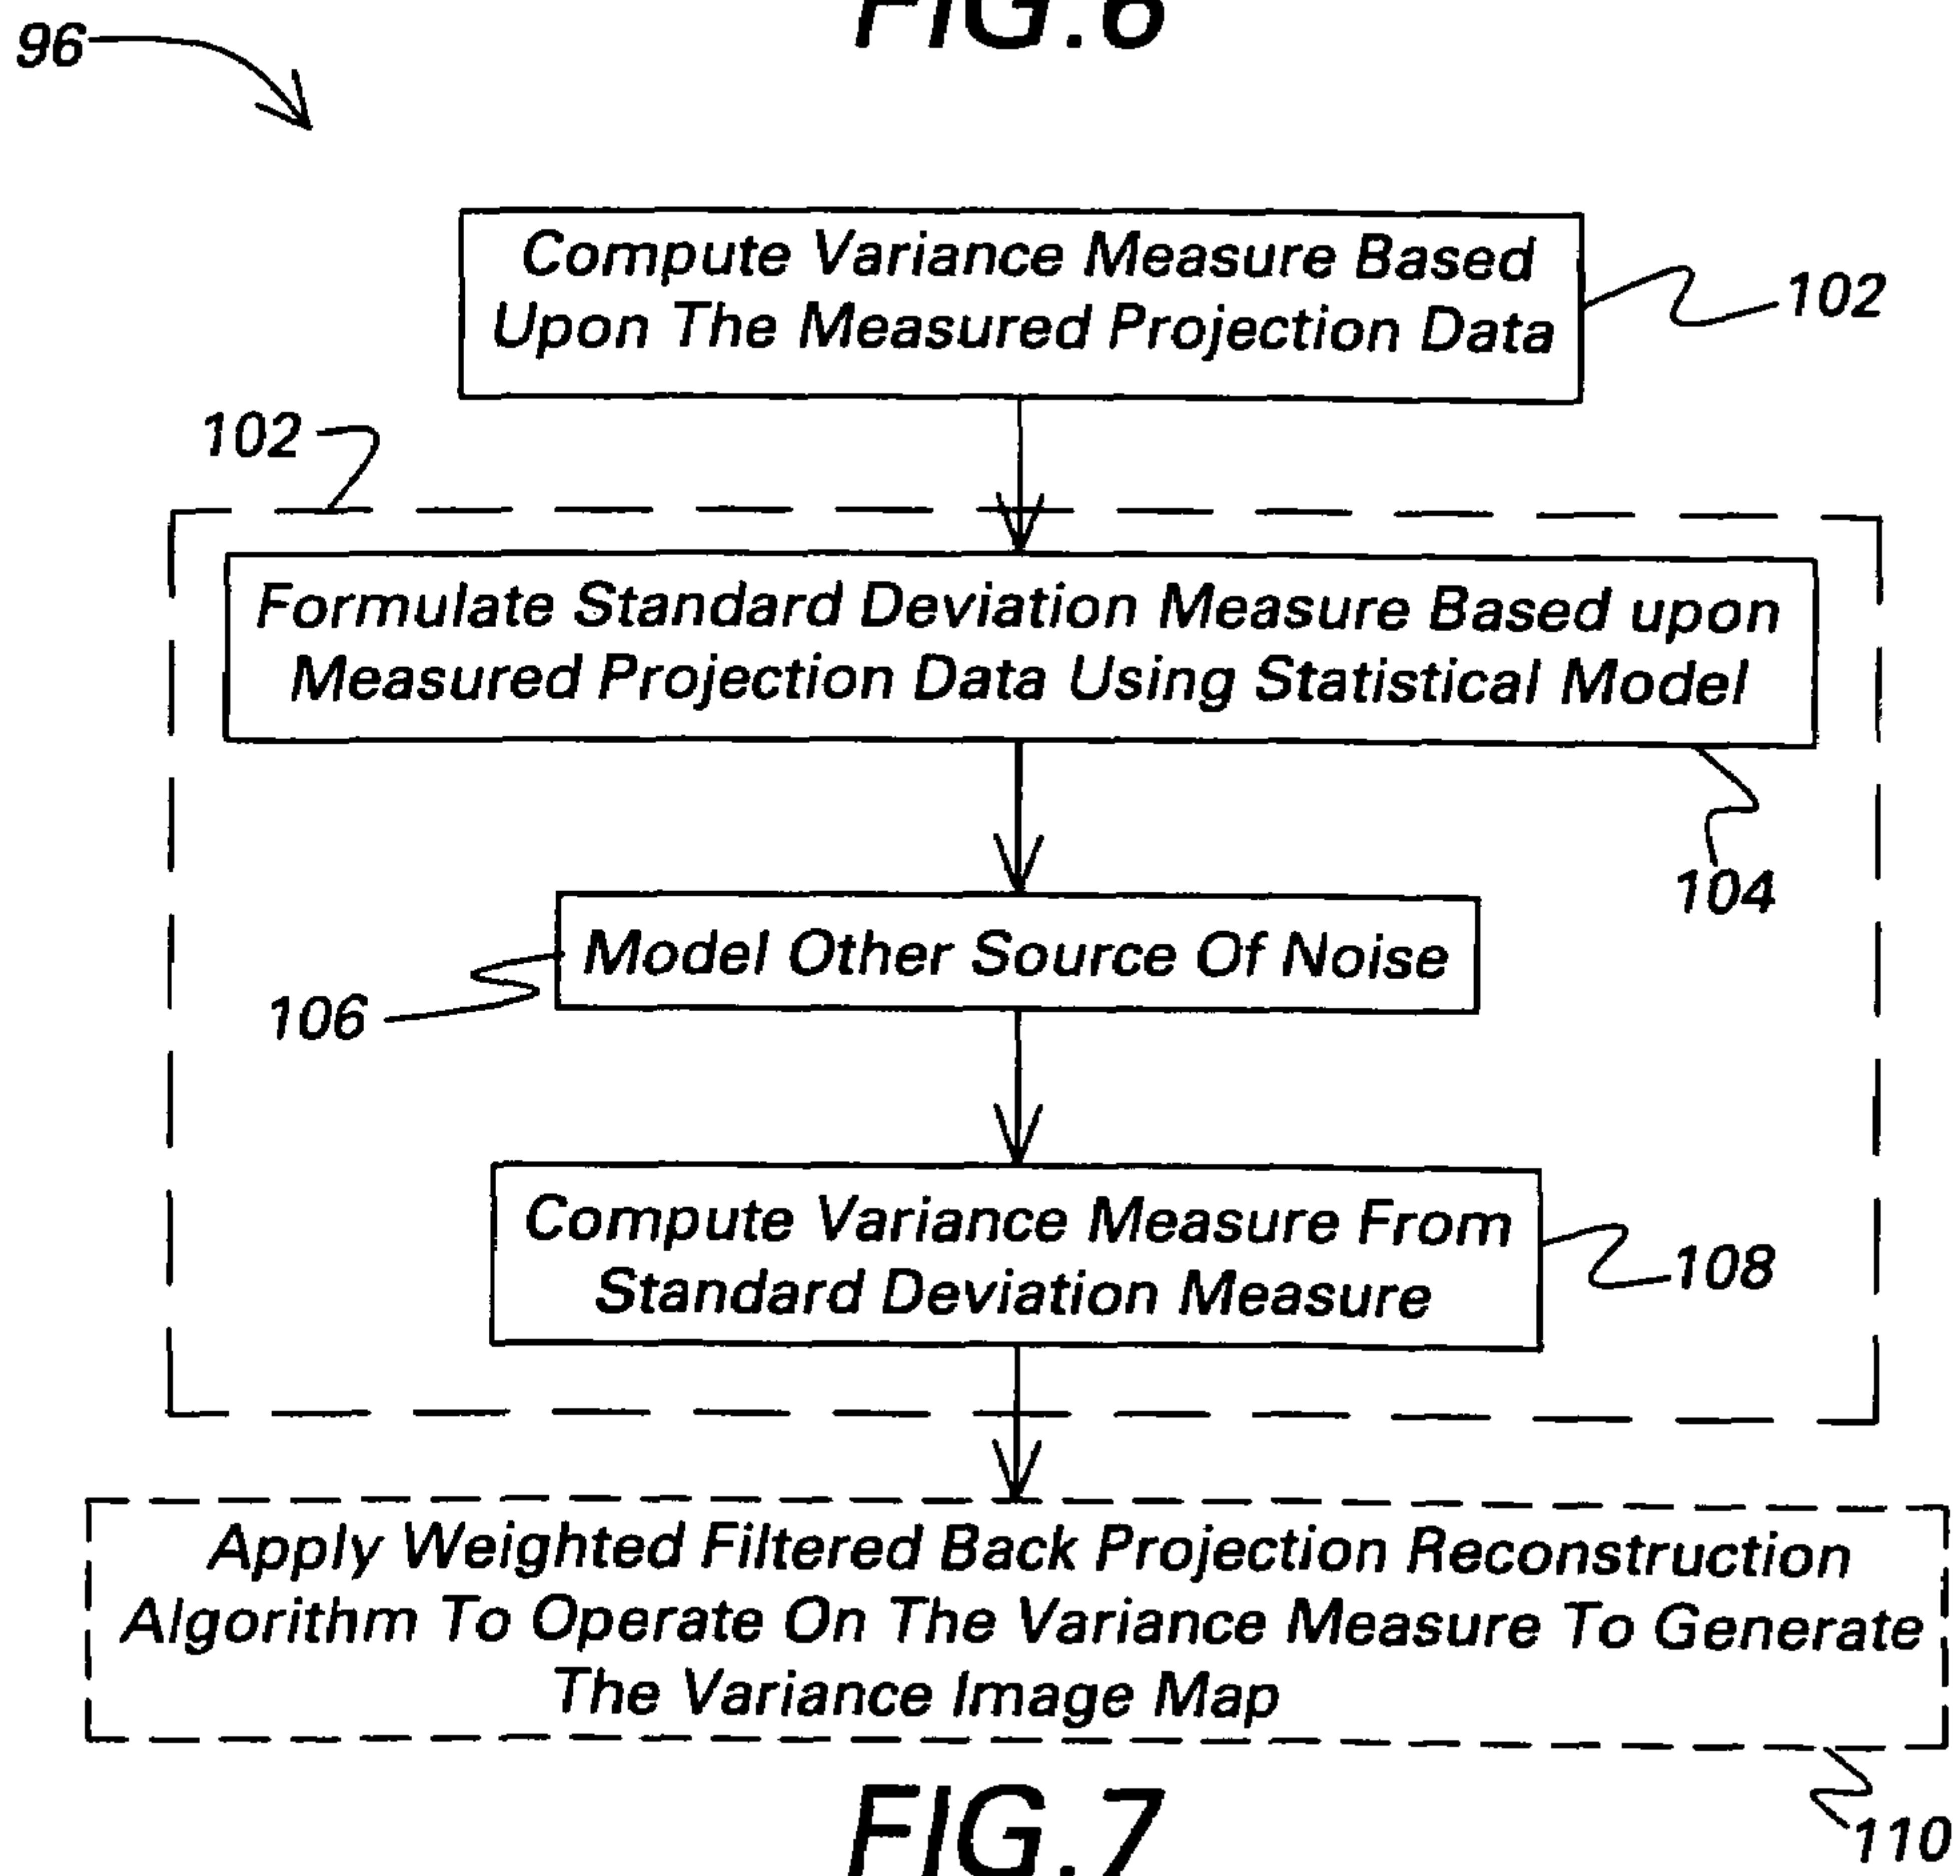 FIG.6
96
Compute Variance Measure Based
Upon The Measured Projection Data
102
102
Formulate Standard Deviation Measure Based upon
Measured Projection Data Using Statistical Model
104
Model Other Source Of Noise
106
Compute Variance Measure From
Standard Deviation Measure
108
Apply Weighted Filtered Back Projection Reconstruction
Algorithm To Operate On The Variance Measure To Generate
The Variance Image Map
110
FIG.7